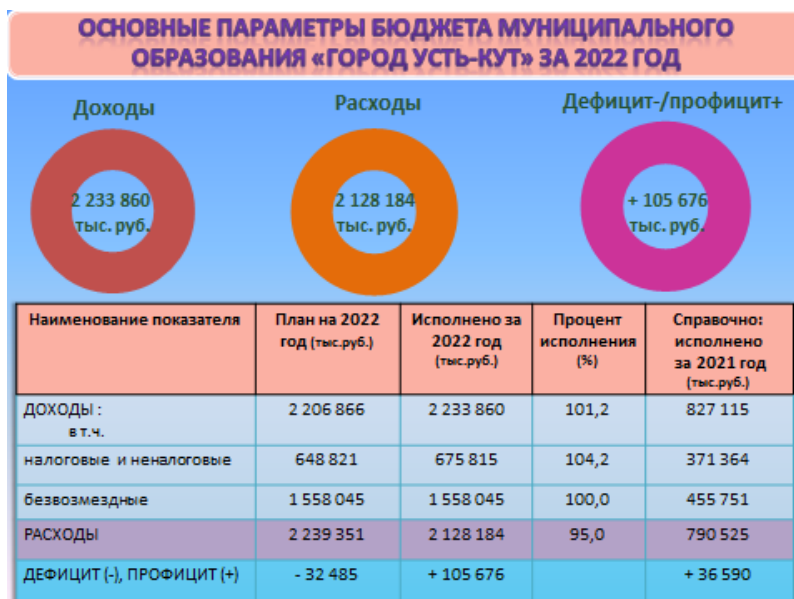 ОСНОВНЫЕ ПАРАМЕТРЫ БЮДЖЕТА МУНИЦИПАЛЬНОГО
ОБРАЗОВАНИЯ «ГОРОД УСТЬ-КУТ» ЗА 2022 ГОД
Доходы
Расходы
Дефицит-/профицит+
2 233 860
тыс. руб.
2 128 184
тыс. руб.
+ 105 676
тыс. руб.
Наименование показателя
План на 2022
год (тыс.руб.)
Исполнено за
2022 год
(тыс.руб.)
Процент
исполнения
(%)
Справочно:
исполнено
за 2021 год
(тыс.руб.)
ДОХОДЫ : 2 206 866 2 233 860 101,2 827 115
в т.ч.
налоговые и неналоговые 648 821 675 815 104,2 371 364
безвозмездные 1 558 045 1 558 045 100,0 455 751
РАСХОДЫ 2 239 351 2 128 184 95,0 790 525
ДЕФИЦИТ (-), ПРОФИЦИТ (+) - 32 485 + 105 676 + 36 590